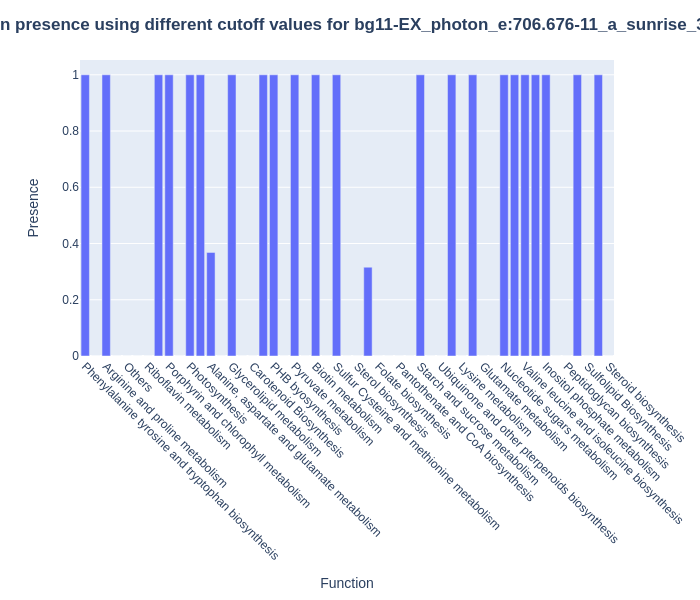 n presence using different cutoff values for bg11-EX_photon_e:706.676-11_a_sunrise_
1
0.8
0.6
0.4
0.2
0
Presence
Phenylalanine tyrosine and tryptophan biosynthesis
Arginine and proline metabolism
Others
Riboflavin metabolism
Porphyrin and chlorophyll metabolism
Photosynthesis
Alanine, aspartate and glutamate metabolism
Glycerolipid metabolism
Carotenoid Biosynthesis
PHB byosynthesis
Pyruvate metabolism
Biotin metabolism
Sulfur Cysteine and methionine metabolism
Sterol biosynthesis
Folate biosynthesis
Pantothenate and CoA biosynthesis
Starch and sucrose metabolism
Ubiquinone and other pterpenoids biosynthesis
Lysine metabolism
Glutamate metabolism
Nucleotide sugars metabolism
Valine leucine and isoleucine biosynthesis
Inositol phosphate metabolism
Peptidoglycan biosynthesis
Sulfolipid Biosynthesis
Steroid biosynthesis
Function